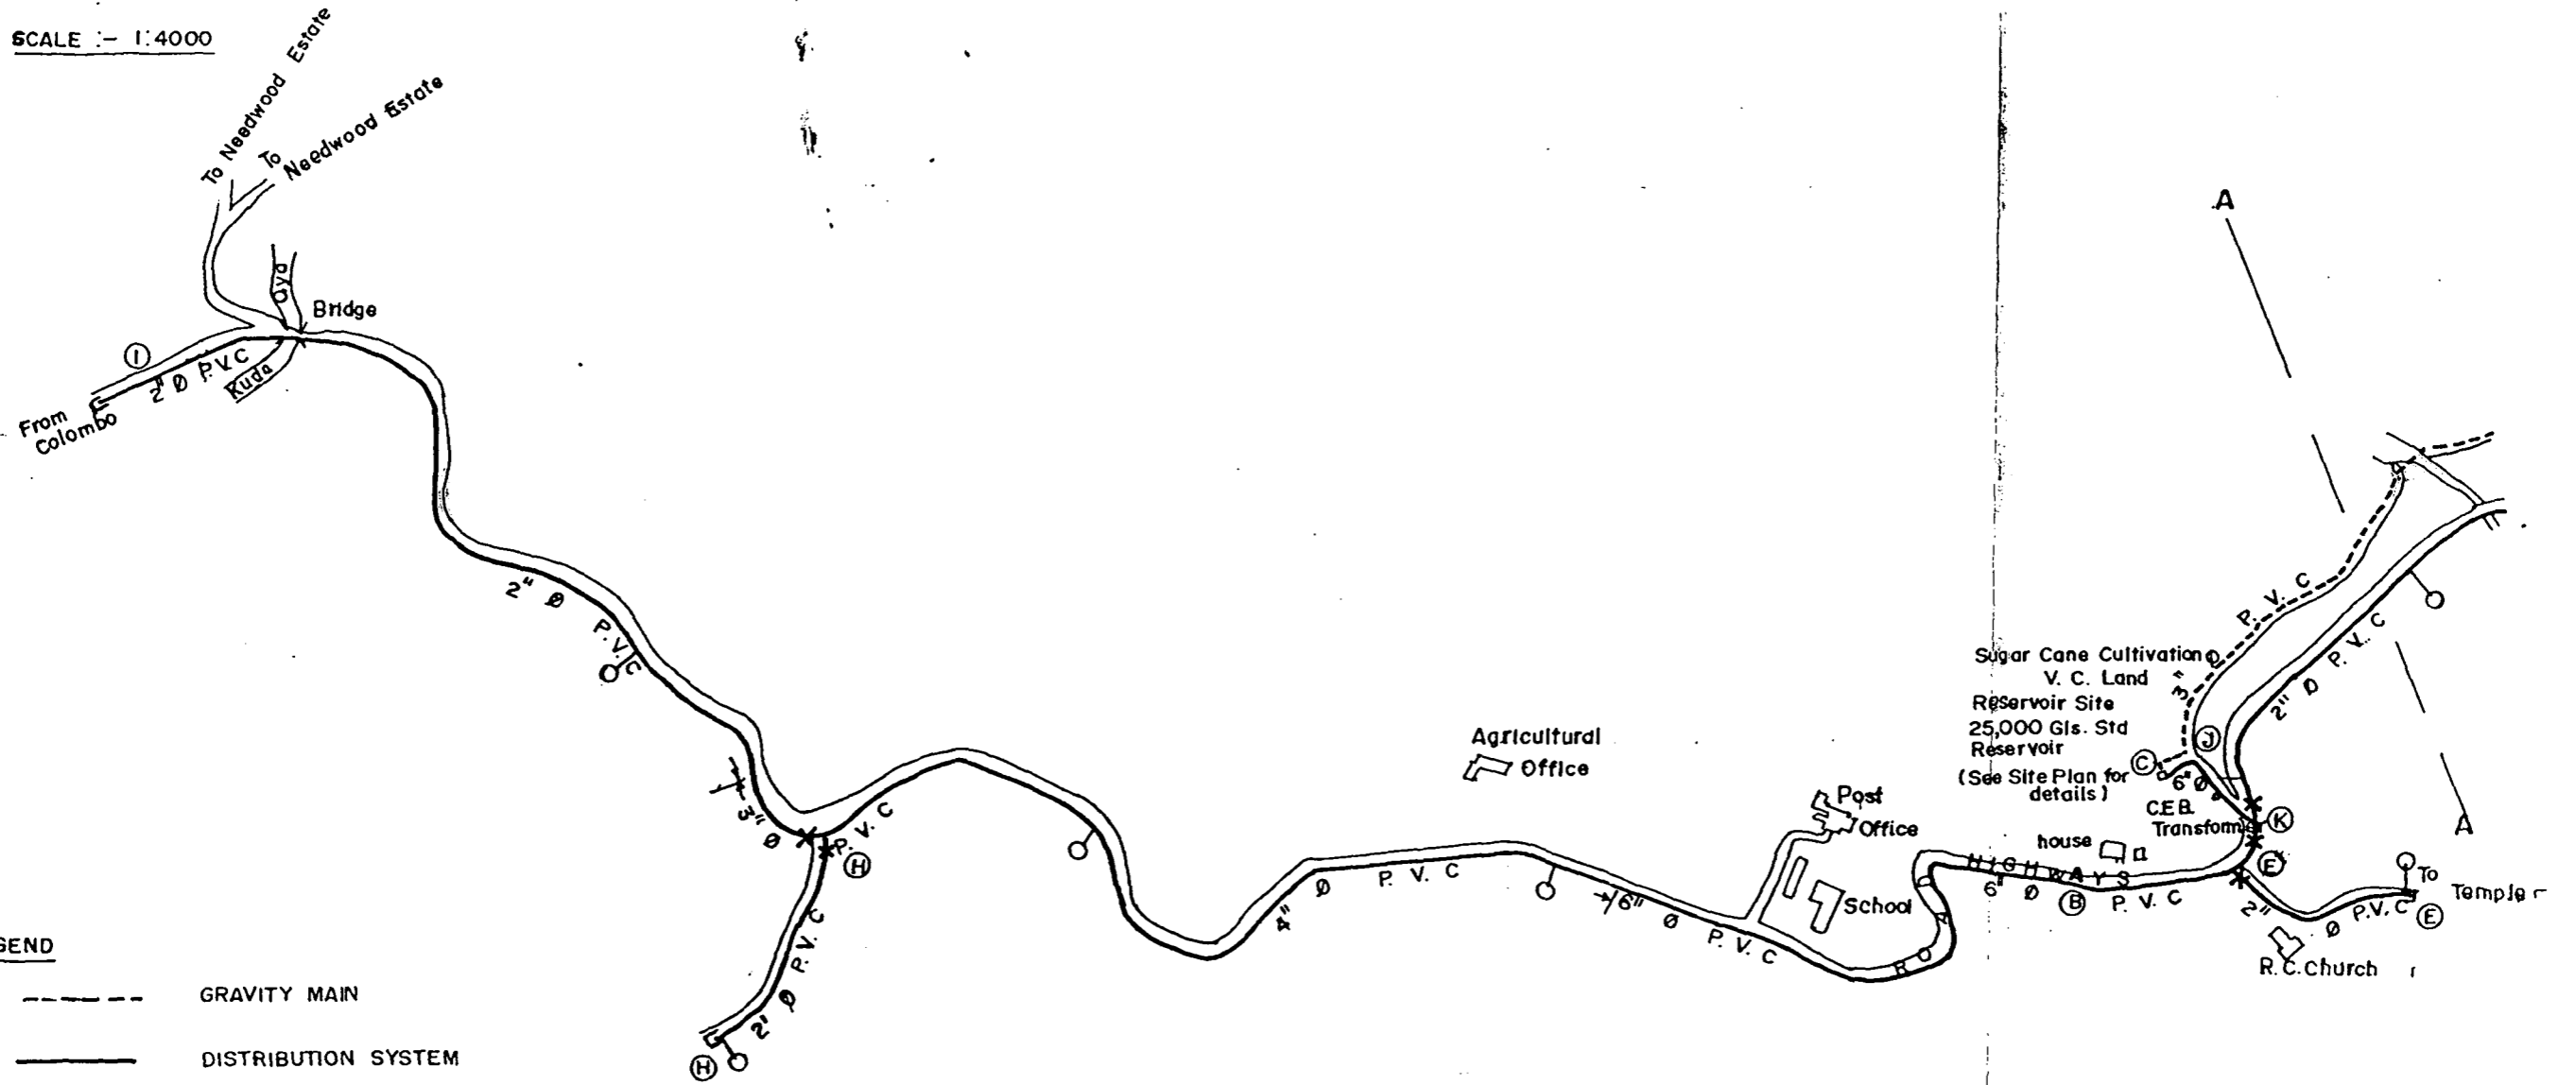 SCALE :- 1:4000
To Needwood Estate
To
Needwood Estate
Oya
Bridge
I
2" Ø P.V.C
Kuda
From
Colombo
2" Ø P.V.C
3" Ø P.V.C
H
2" Ø P.V.C
H
4" Ø P.V.C
Agricultural
Office
6" Ø P.V.C
Post
Office
School
HIGHWAYS
ROAD
6" Ø P.V.C
B
house
C.E.B.
Sugar Cane Cultivation
V. C. Land
Reservoir Site
25,000 Gls. Std
Reservoir
(See Site Plan for
details)
C
6" Ø
J
K
3" Ø P.V.C
2" Ø P.V.C
A
A
E'
2" Ø P.V.C
To
Temple
E
R.C.Church
GRAVITY MAIN
DISTRIBUTION SYSTEM